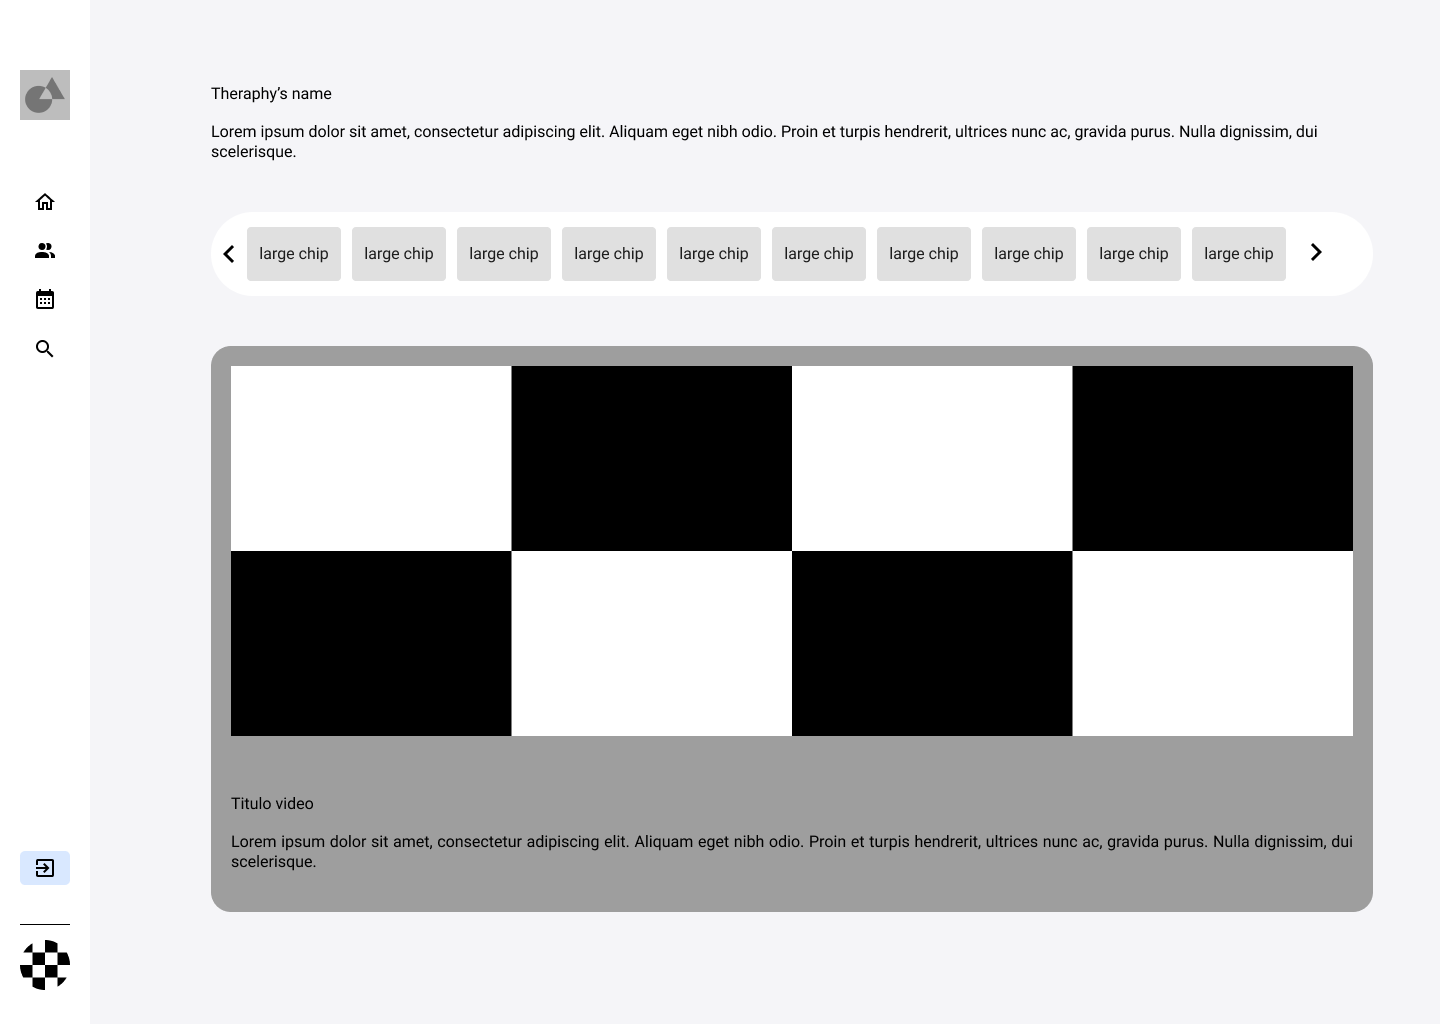 Theraphy’s name
Lorem ipsum dolor sit amet, consectetur adipiscing elit. Aliquam eget nibh odio. Proin et turpis hendrerit, ultrices nunc ac, gravida purus. Nulla dignissim, dui
scelerisque.
large chip large chip large chip large chip large chip large chip large chip large chip large chip large chip
Titulo video
Lorem ipsum dolor sit amet, consectetur adipiscing elit. Aliquam eget nibh odio. Proin et turpis hendrerit, ultrices nunc ac, gravida purus. Nulla dignissim, dui
scelerisque.